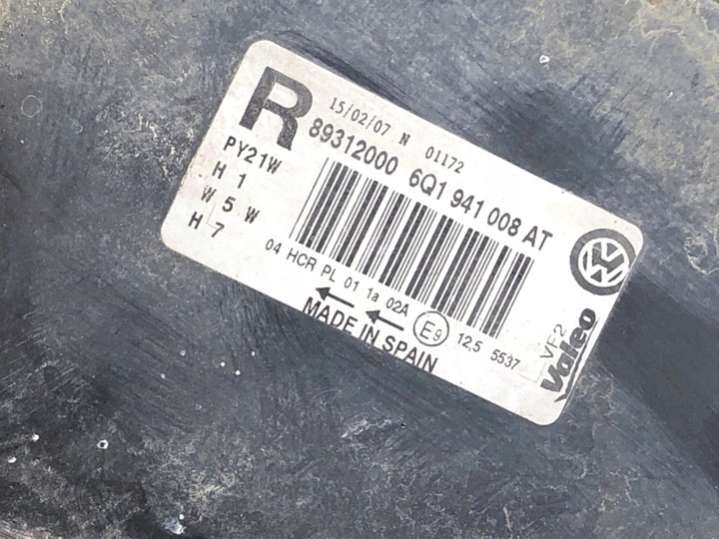 R
15/02/07 N 01172
89312000 6Q1 941 008 AT
PY21W
H 1
W 5 W
H 7
04 HCR PL 01 1a 02A
E9 12.5 5537
MADE IN SPAIN
VF2
Valeo